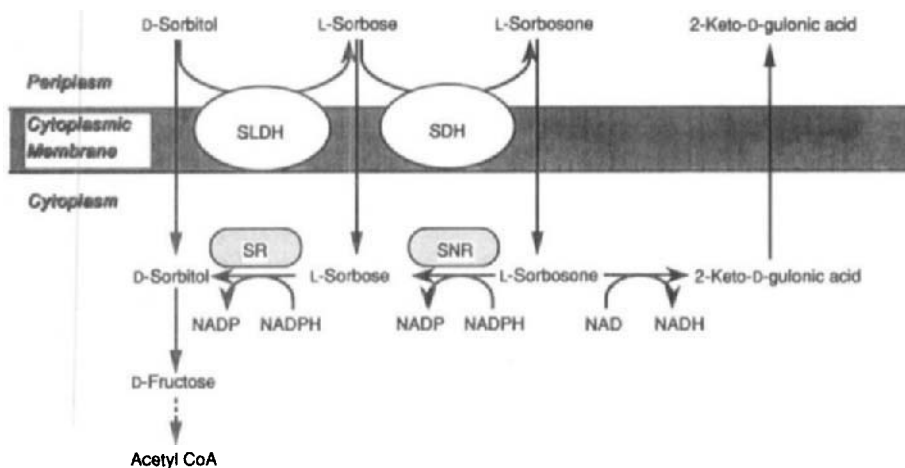 D-Sorbitol L-Sorbose L-Sorbosone 2-Keto-D-gulonic acid
Periplasm
Cytoplasmic
Membrane
SLDH SDH
Cytoplasm
SR SNR
D-Sorbitol L-Sorbose L-Sorbosone 2-Keto-D-gulonic acid
NADP NADPH NADP NADPH NAD NADH
D-Fructose
Acetyl CoA